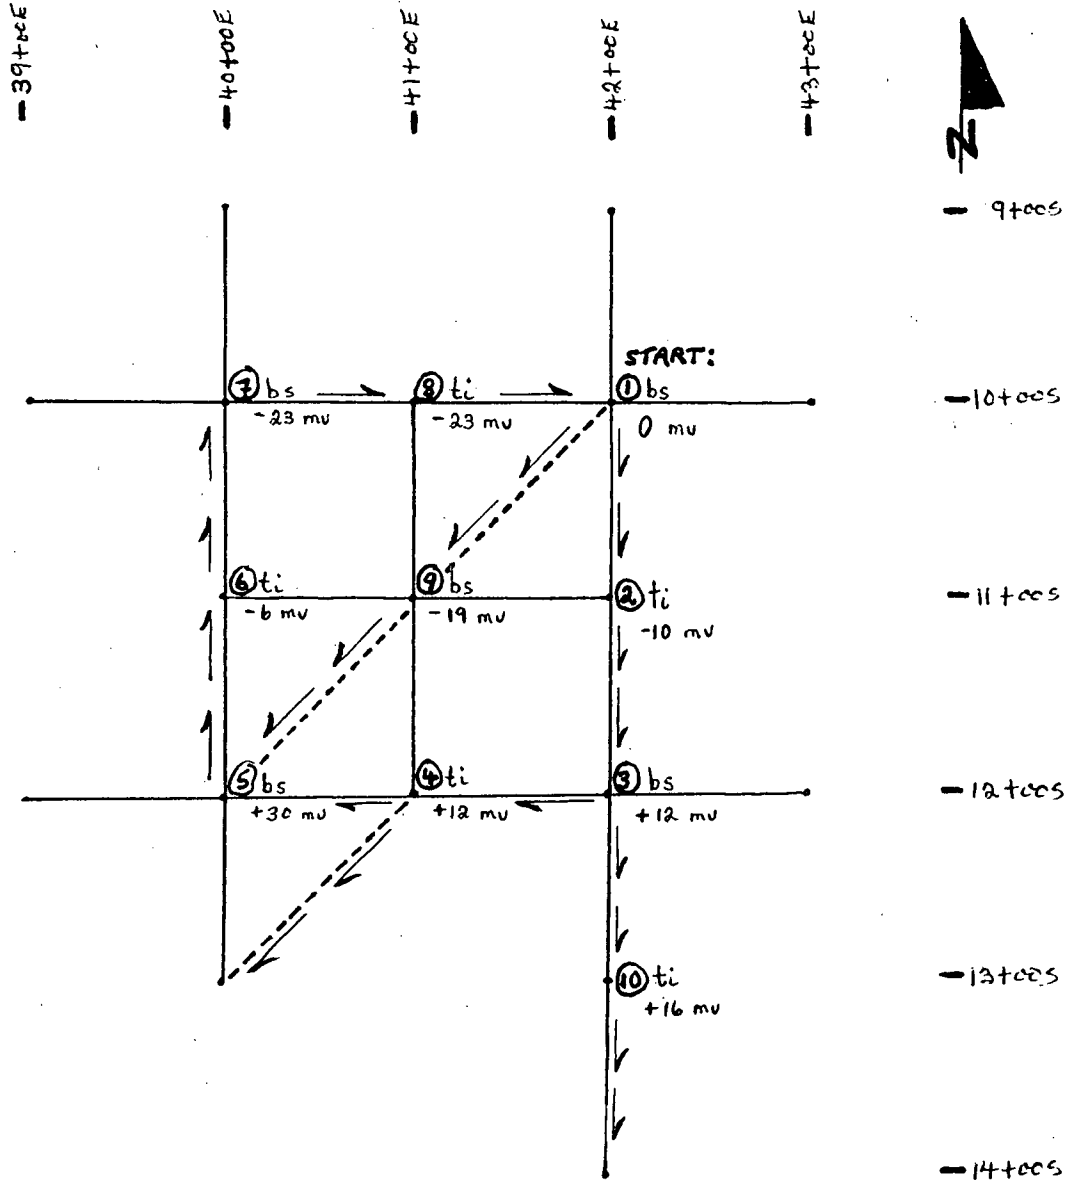 39+00E
40+00E
41+00E
42+00E
43+00E
N
9+00S
START:
7 bs
8 ti
1 bs
10+00S
-23 mv
-23 mv
0 mv
6 ti
9 bs
2 ti
11+00S
-6 mv
-19 mv
-10 mv
5 bs
4 ti
3 bs
12+00S
+30 mv
+12 mv
+12 mv
10 ti
13+00S
+16 mv
14+00S